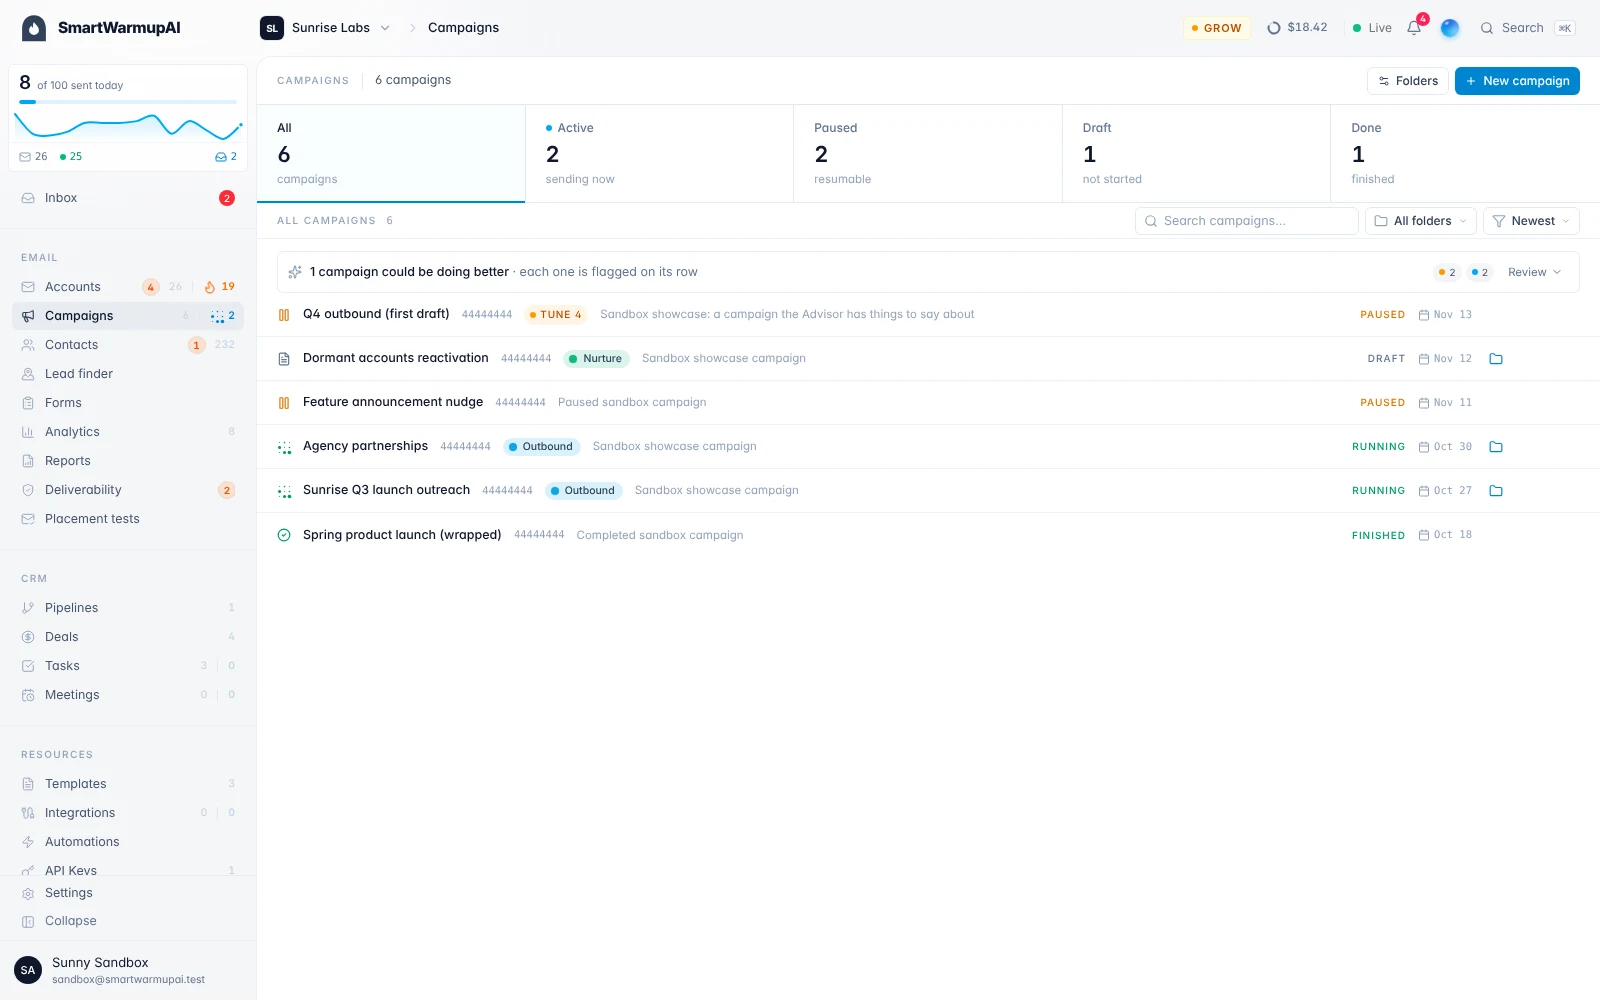 SmartWarmupAI
SL Sunrise Labs Campaigns
GROW $18.42 Live 4 Search ⌘K
8 of 100 sent today
26 25 2
Inbox 2
EMAIL
Accounts 4 26 19
Campaigns 6 2
Contacts 1 232
Lead finder
Forms
Analytics 8
Reports
Deliverability 2
Placement tests
CRM
Pipelines 1
Deals 4
Tasks 3 0
Meetings 0 0
RESOURCES
Templates 3
Integrations 0 0
Automations
API Keys 1
Settings
Collapse
SA Sunny Sandbox
sandbox@smartwarmupai.test
CAMPAIGNS 6 campaigns Folders + New campaign
All
6
campaigns
Active
2
sending now
Paused
2
resumable
Draft
1
not started
Done
1
finished
ALL CAMPAIGNS 6 Search campaigns... All folders Newest
1 campaign could be doing better · each one is flagged on its row 2 2 Review
Q4 outbound (first draft) 44444444 TUNE 4 Sandbox showcase: a campaign the Advisor has things to say about PAUSED Nov 13
Dormant accounts reactivation 44444444 Nurture Sandbox showcase campaign DRAFT Nov 12
Feature announcement nudge 44444444 Paused sandbox campaign PAUSED Nov 11
Agency partnerships 44444444 Outbound Sandbox showcase campaign RUNNING Oct 30
Sunrise Q3 launch outreach 44444444 Outbound Sandbox showcase campaign RUNNING Oct 27
Spring product launch (wrapped) 44444444 Completed sandbox campaign FINISHED Oct 18